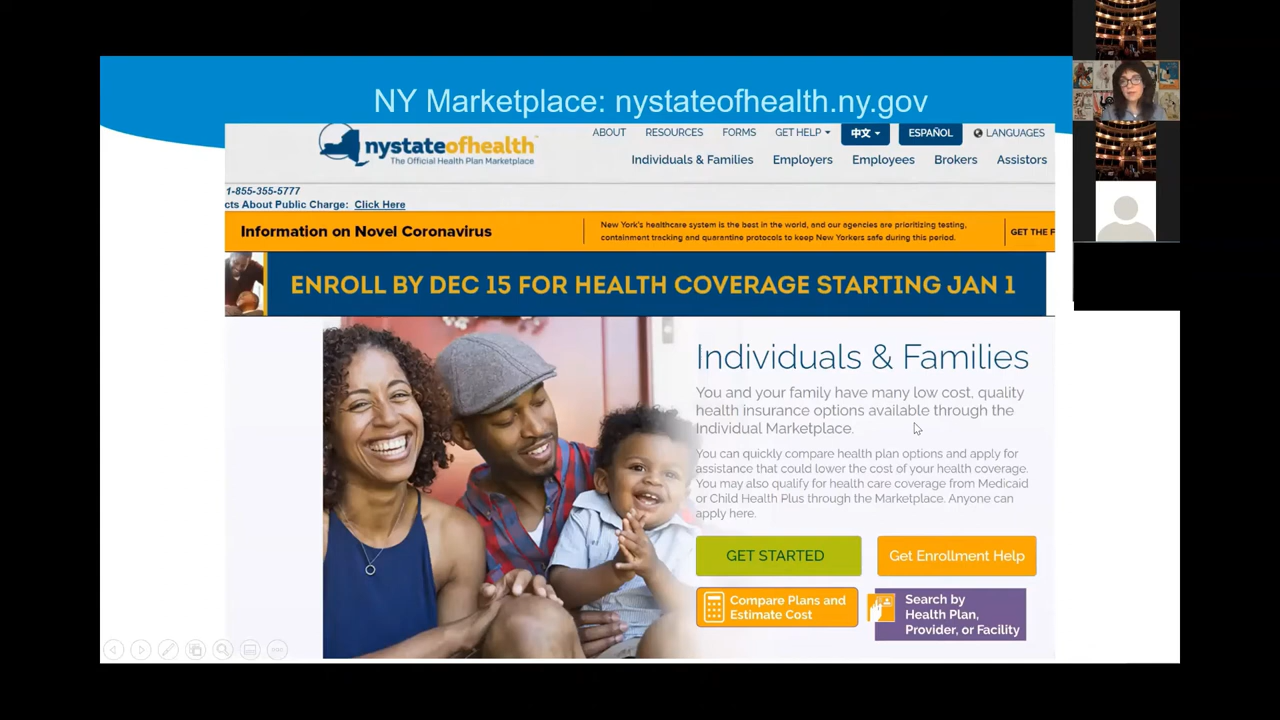 NY Marketplace: nystateofhealth.ny.gov
nystateofhealth™
The Official Health Plan Marketplace
ABOUT RESOURCES FORMS GET HELP 中文 ESPAÑOL LANGUAGES
Individuals & Families Employers Employees Brokers Assistors
1-855-355-5777
cts About Public Charge: Click Here
Information on Novel Coronavirus
New York's healthcare system is the best in the world, and our agencies are prioritizing testing,
containment tracking and quarantine protocols to keep New Yorkers safe during this period.
GET THE F
ENROLL BY DEC 15 FOR HEALTH COVERAGE STARTING JAN 1
Individuals & Families
You and your family have many low cost, quality
health insurance options available through the
Individual Marketplace.
You can quickly compare health plan options and apply for
assistance that could lower the cost of your health coverage.
You may also qualify for health care coverage from Medicaid
or Child Health Plus through the Marketplace. Anyone can
apply here.
GET STARTED
Get Enrollment Help
Compare Plans and
Estimate Cost
Search by
Health Plan,
Provider, or Facility